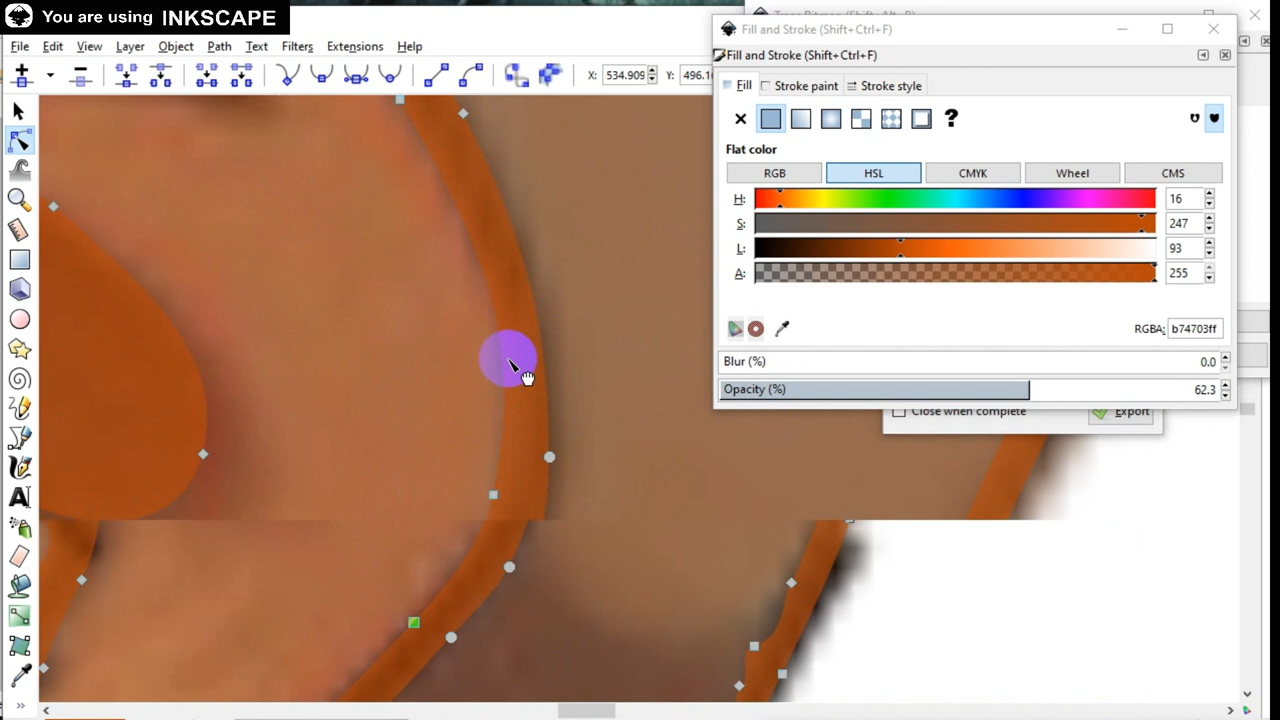 You are using INKSCAPE
File Edit View Layer Object Path Text Filters Extensions Help
X: 534.909 Y: 496.1
Fill and Stroke (Shift+Ctrl+F)
Fill and Stroke (Shift+Ctrl+F)
Fill Stroke paint Stroke style
Flat color
RGB HSL CMYK Wheel CMS
H: 16
S: 247
L: 93
A: 255
RGBA: b74703ff
Blur (%) 0.0
Opacity (%) 62.3
Close when complete Export